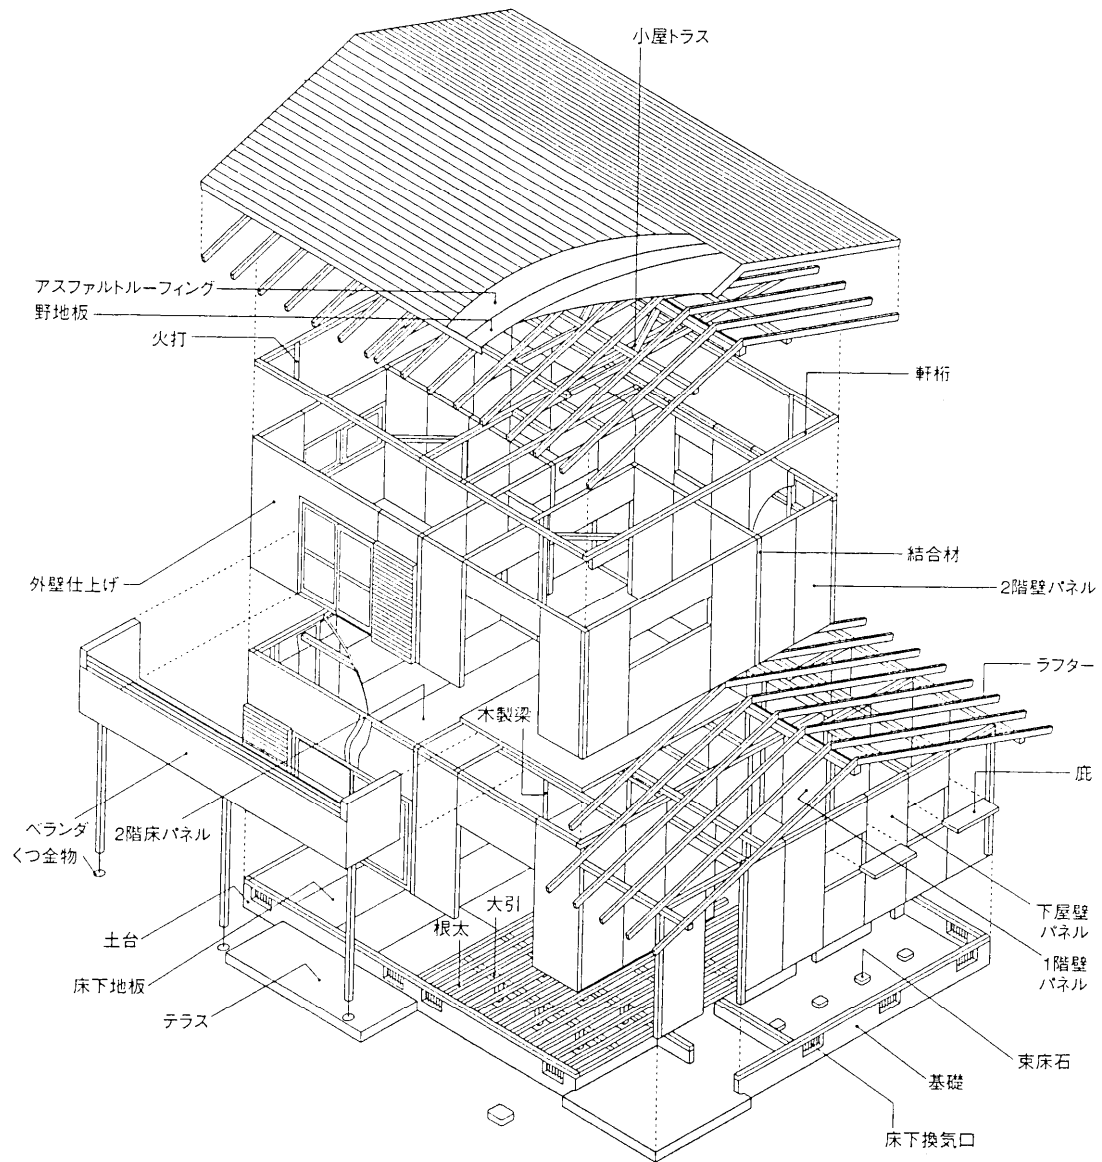 小屋トラス
アスファルトルーフィング
野地板
火打
軒桁
結合材
外壁仕上げ
2階壁パネル
ラフター
木製梁
庇
ベランダ
2階床パネル
くつ金物
大引
根太
土台
下屋壁
パネル
床下地板
1階壁
パネル
テラス
束床石
基礎
床下換気口